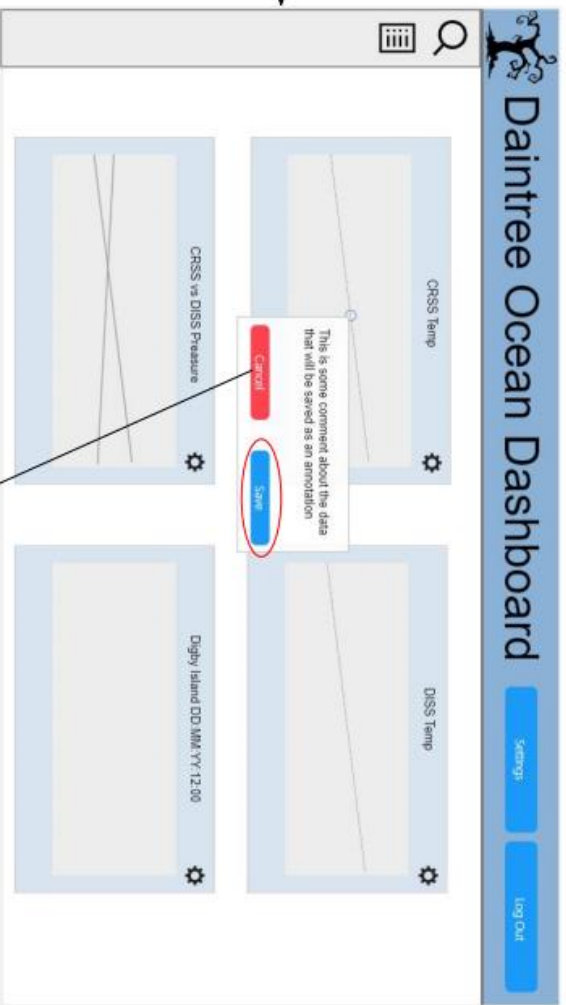 Daintree Ocean Dashboard
Settings
Log Out
CRSS Temp
DISS Temp
This is some comment about the data
that will be saved as an annotation
Cancel
Save
CRSS vs DISS Preasure
Digby Island DD:MM:YY:12:00